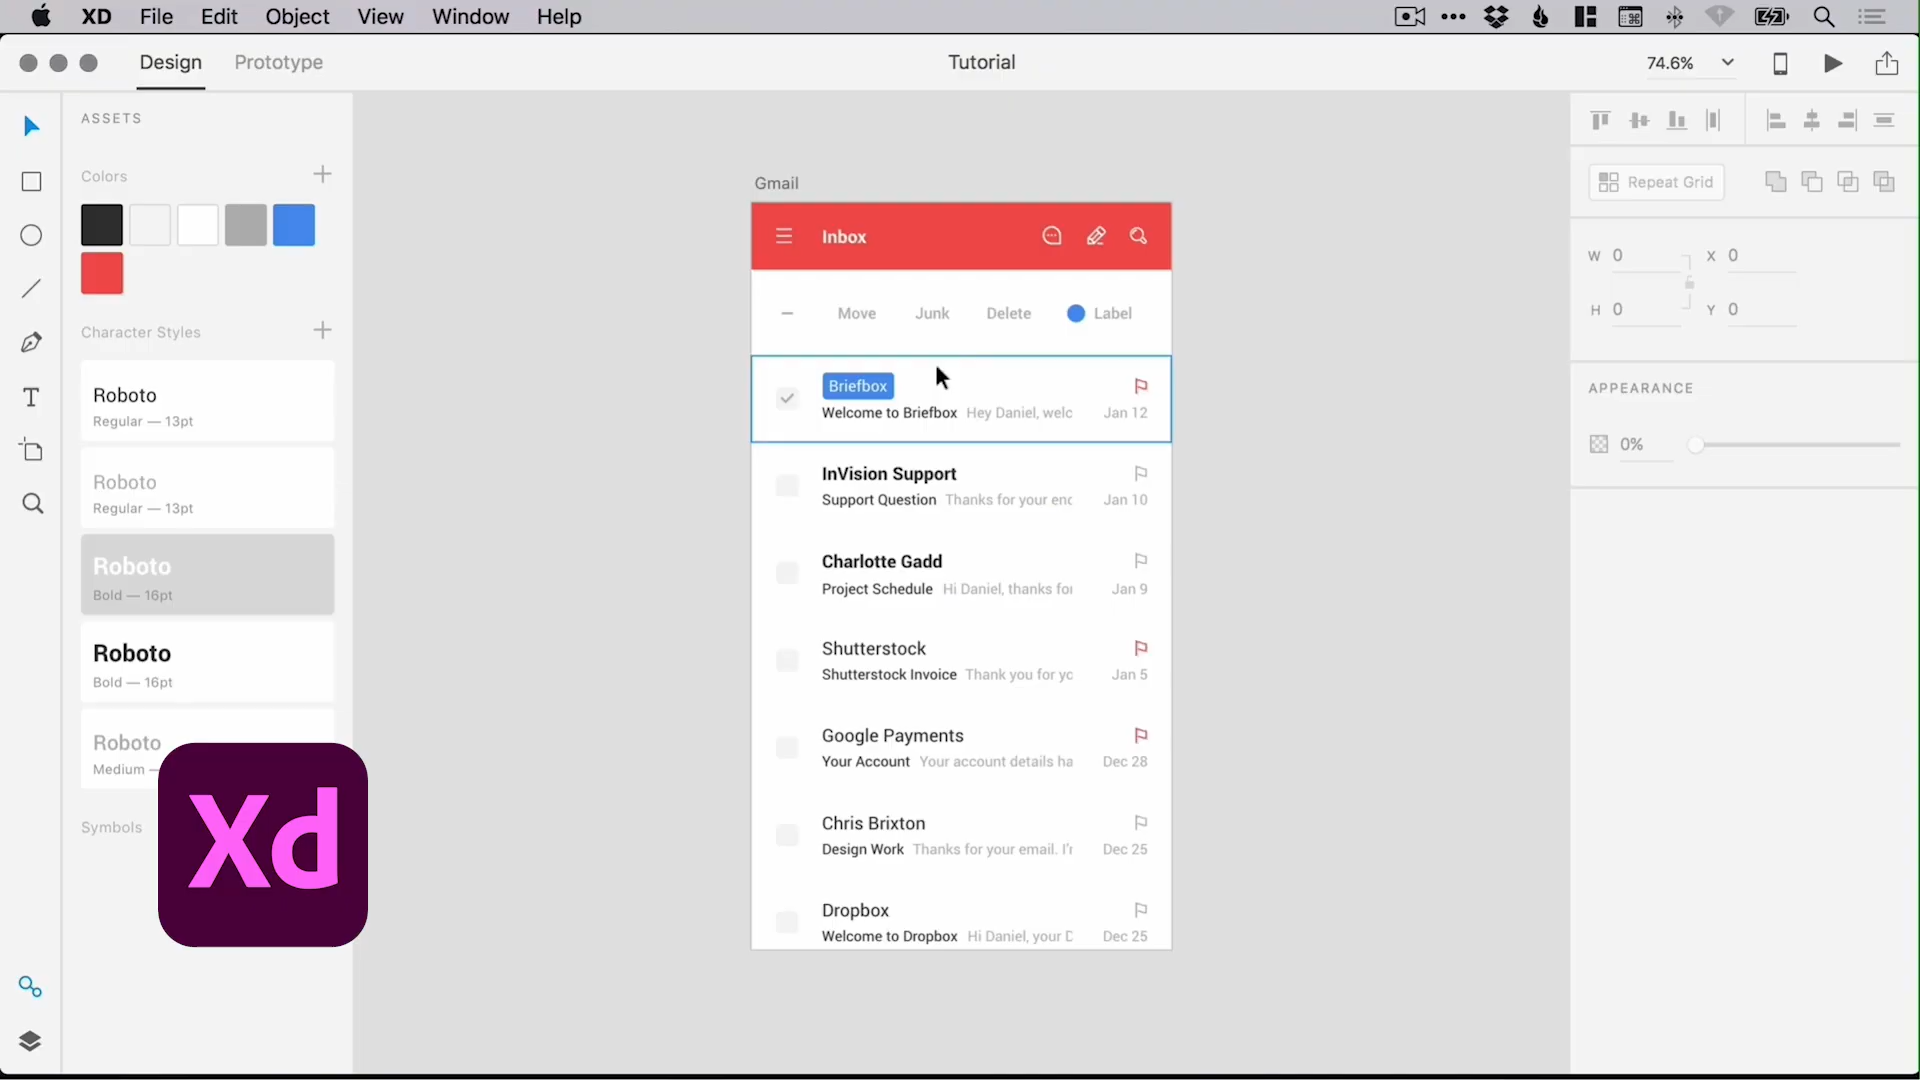 XD File Edit Object View Window Help
Design Prototype Tutorial 74.6%
ASSETS
Colors
Character Styles
Roboto
Regular — 13pt
Roboto
Regular — 13pt
Roboto
Bold — 16pt
Roboto
Bold — 16pt
Roboto
Medium —
Symbols
Xd
Gmail
Inbox
Move Junk Delete Label
Briefbox
Welcome to Briefbox Hey Daniel, welc Jan 12
InVision Support
Support Question Thanks for your enc Jan 10
Charlotte Gadd
Project Schedule Hi Daniel, thanks for Jan 9
Shutterstock
Shutterstock Invoice Thank you for yc Jan 5
Google Payments
Your Account Your account details ha Dec 28
Chris Brixton
Design Work Thanks for your email. I'r Dec 25
Dropbox
Welcome to Dropbox Hi Daniel, your D Dec 25
Repeat Grid
W 0 X 0
H 0 Y 0
APPEARANCE
0%